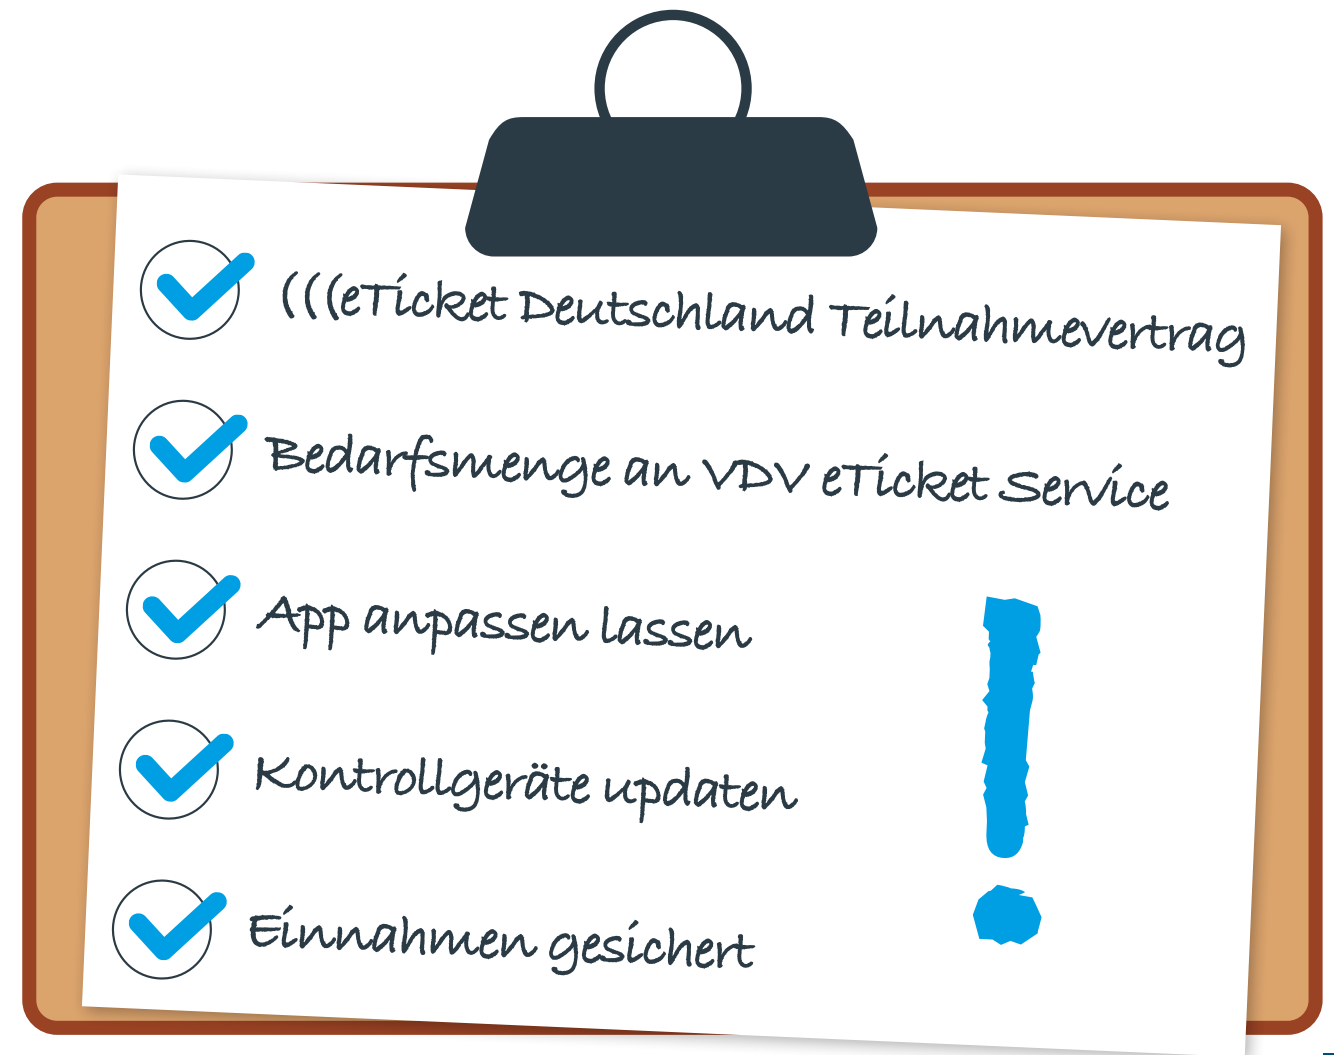 (((eTicket Deutschland Teilnahmevertrag
Bedarfsmenge an VDV eTicket Service
App anpassen lassen
Kontrollgeräte updaten
Einnahmen gesichert
!